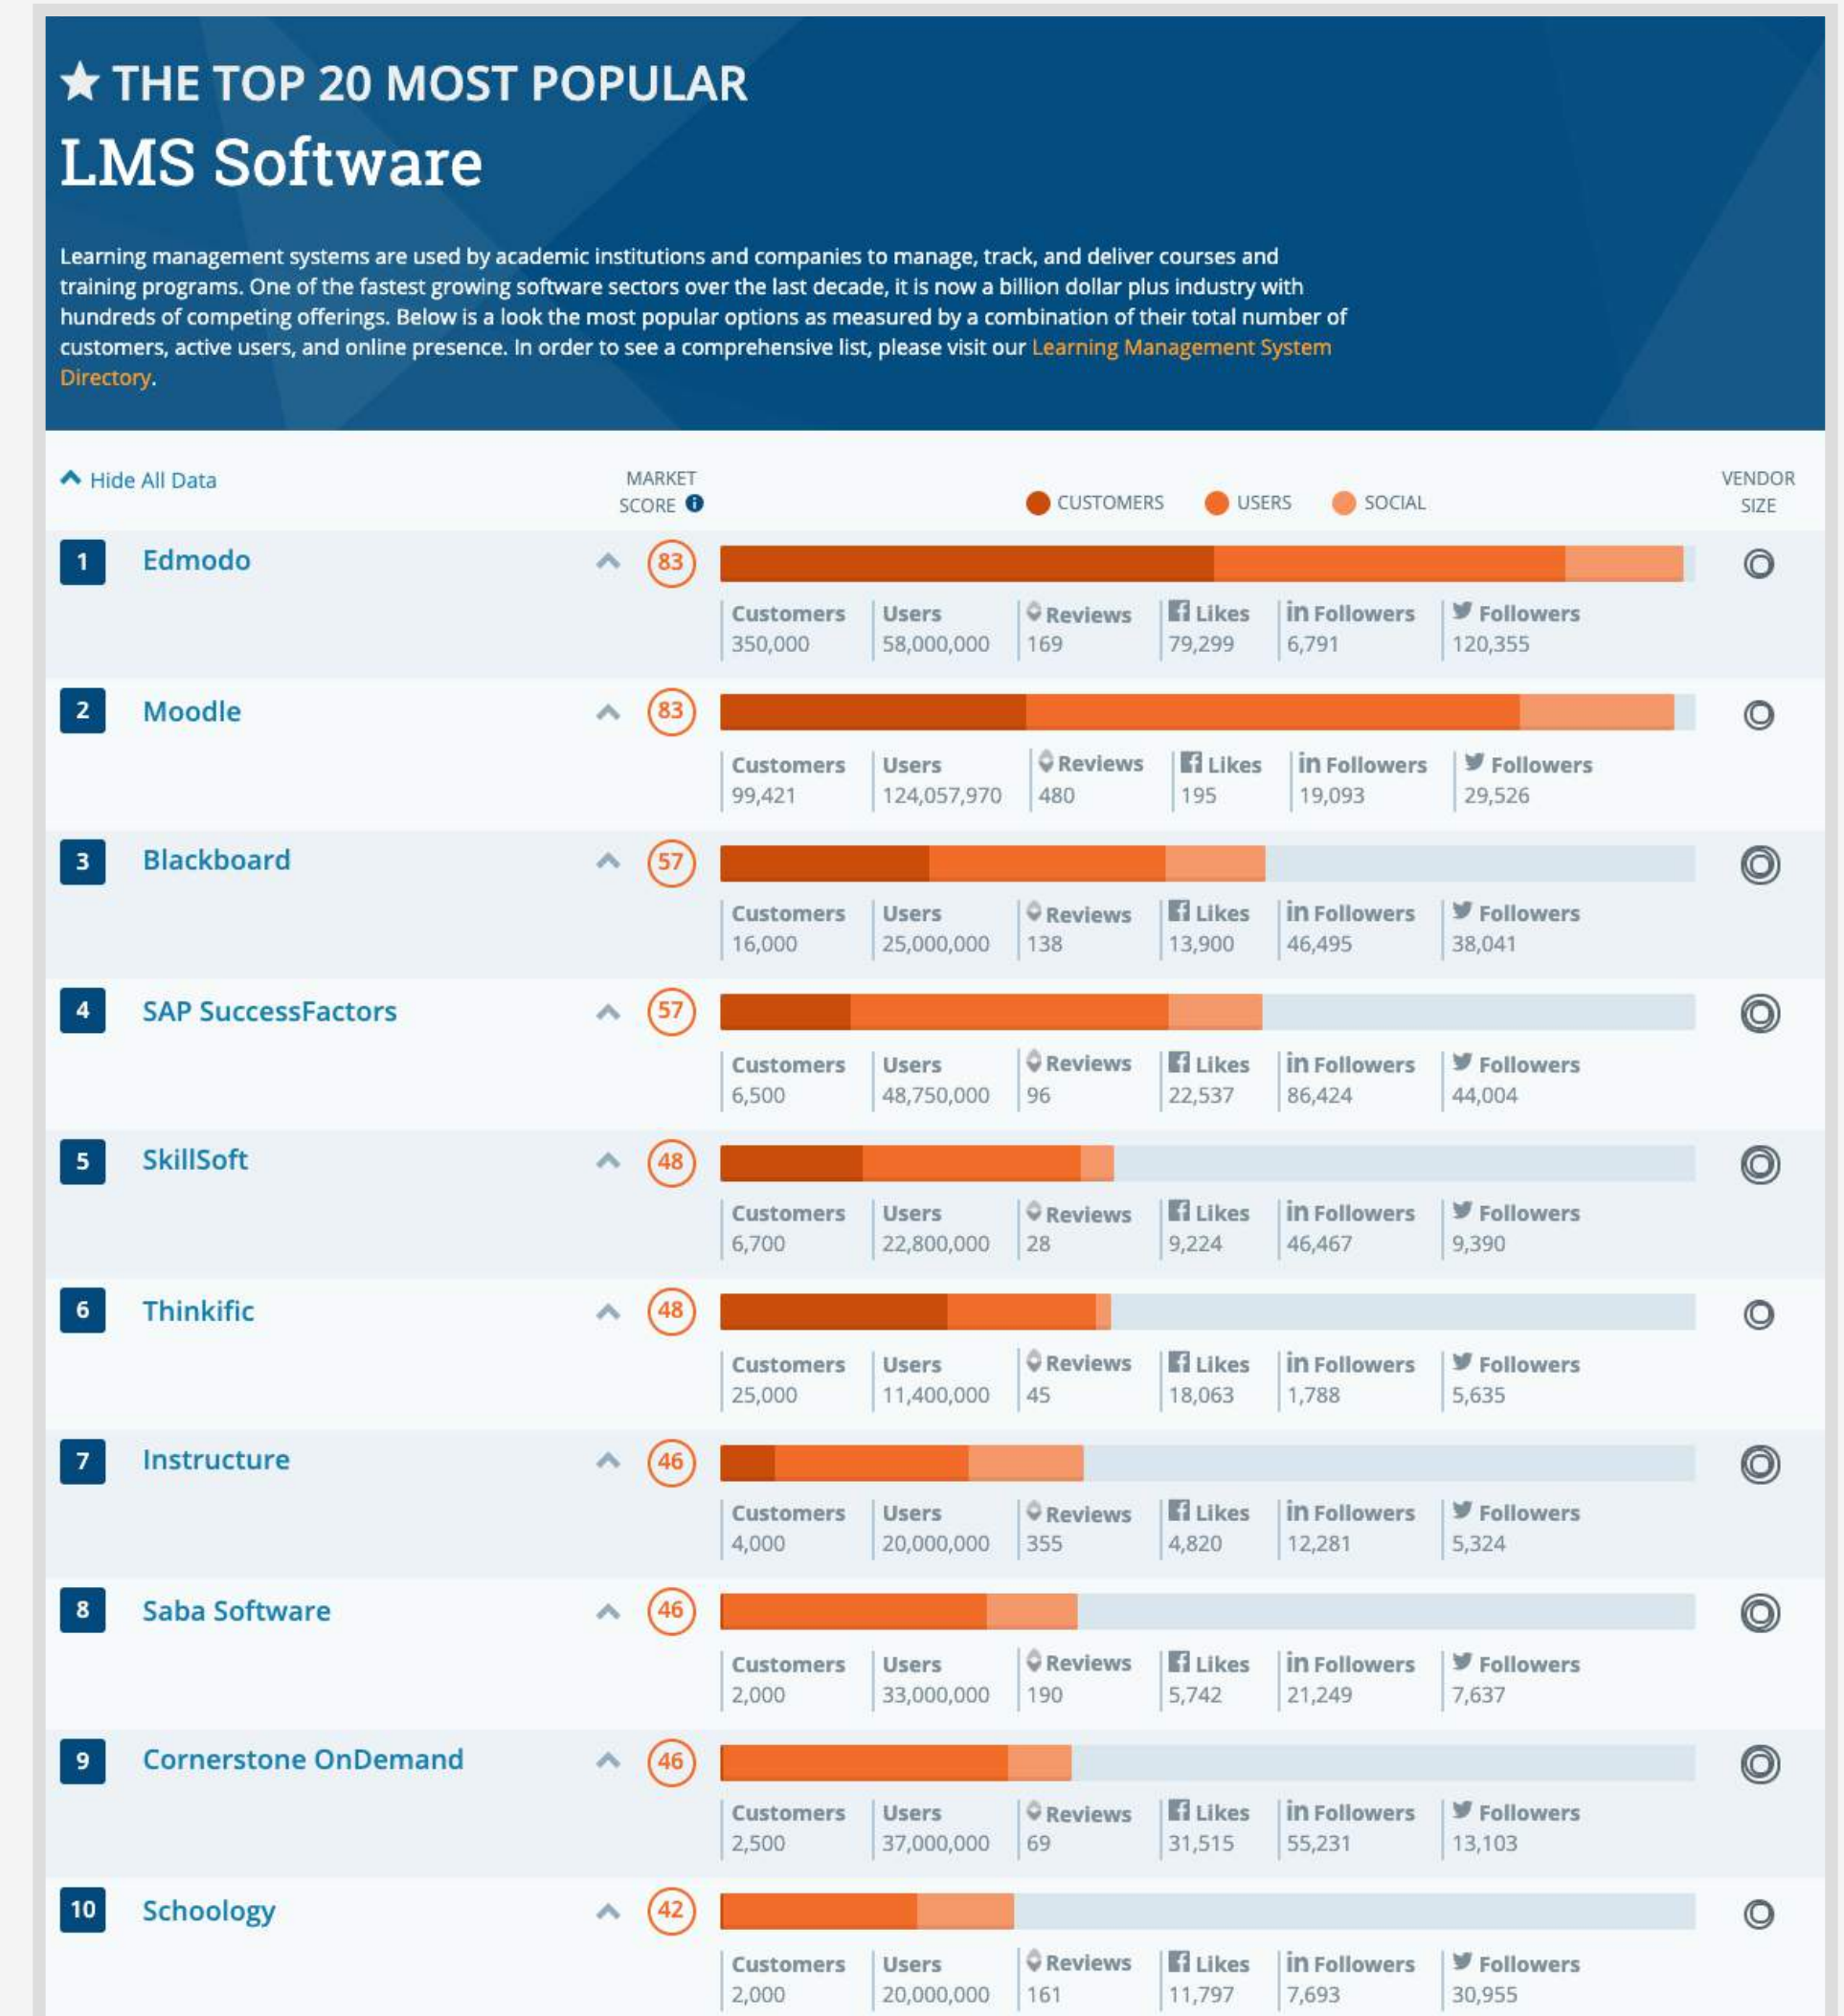 ★ THE TOP 20 MOST POPULAR
LMS Software
Learning management systems are used by academic institutions and companies to manage, track, and deliver courses and
training programs. One of the fastest growing software sectors over the last decade, it is now a billion dollar plus industry with
hundreds of competing offerings. Below is a look the most popular options as measured by a combination of their total number of
customers, active users, and online presence. In order to see a comprehensive list, please visit our Learning Management System
Directory.
Hide All Data MARKET SCORE CUSTOMERS USERS SOCIAL VENDOR SIZE
1 Edmodo 83
Customers Users Reviews Likes in Followers Followers
350,000 58,000,000 169 79,299 6,791 120,355
2 Moodle 83
Customers Users Reviews Likes in Followers Followers
99,421 124,057,970 480 195 19,093 29,526
3 Blackboard 57
Customers Users Reviews Likes in Followers Followers
16,000 25,000,000 138 13,900 46,495 38,041
4 SAP SuccessFactors 57
Customers Users Reviews Likes in Followers Followers
6,500 48,750,000 96 22,537 86,424 44,004
5 SkillSoft 48
Customers Users Reviews Likes in Followers Followers
6,700 22,800,000 28 9,224 46,467 9,390
6 Thinkific 48
Customers Users Reviews Likes in Followers Followers
25,000 11,400,000 45 18,063 1,788 5,635
7 Instructure 46
Customers Users Reviews Likes in Followers Followers
4,000 20,000,000 355 4,820 12,281 5,324
8 Saba Software 46
Customers Users Reviews Likes in Followers Followers
2,000 33,000,000 190 5,742 21,249 7,637
9 Cornerstone OnDemand 46
Customers Users Reviews Likes in Followers Followers
2,500 37,000,000 69 31,515 55,231 13,103
10 Schoology 42
Customers Users Reviews Likes in Followers Followers
2,000 20,000,000 161 11,797 7,693 30,955